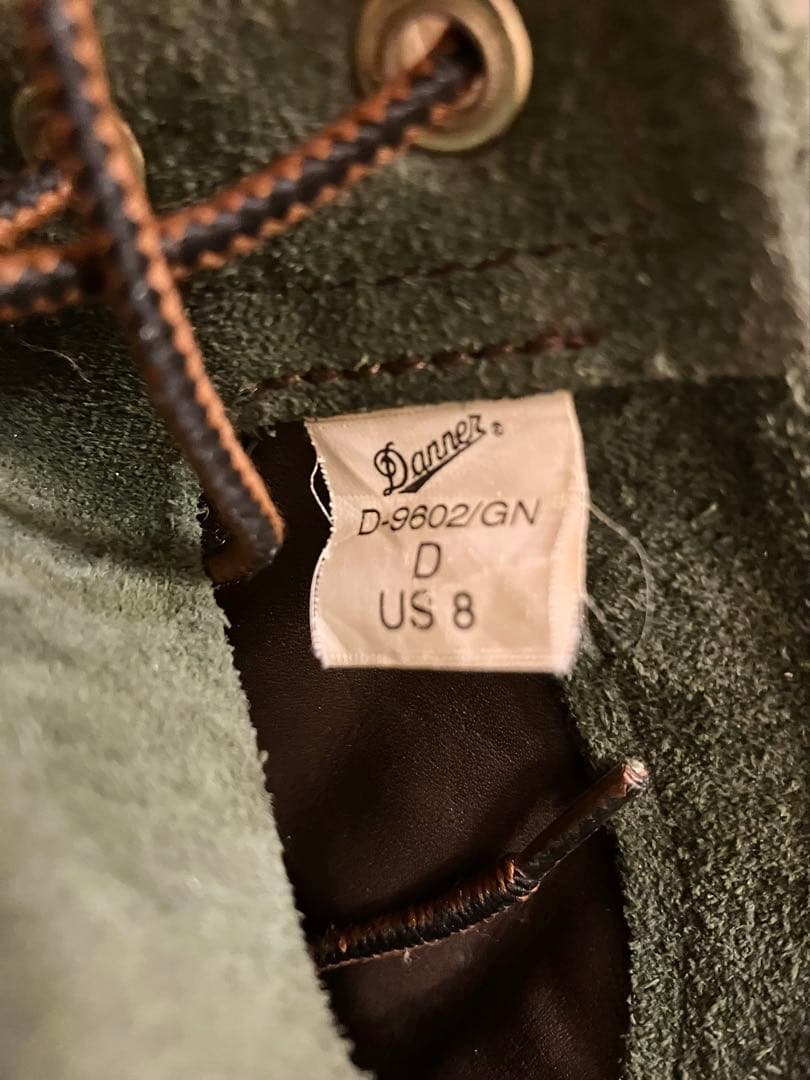 Danner®
D-9602/GN
D
US 8